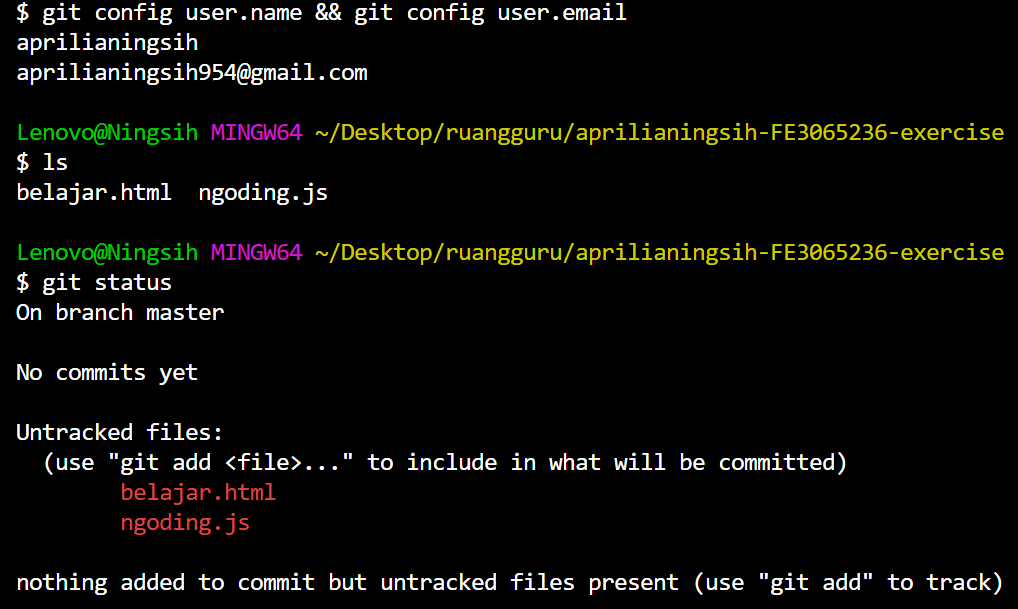 $ git config user.name && git config user.email
aprilianingsih
aprilianingsih954@gmail.com
Lenovo@Ningsih MINGW64 ~/Desktop/ruangguru/aprilianingsih-FE3065236-exercise
$ ls
belajar.html  ngoding.js
Lenovo@Ningsih MINGW64 ~/Desktop/ruangguru/aprilianingsih-FE3065236-exercise
$ git status
On branch master
No commits yet
Untracked files:
  (use "git add <file>..." to include in what will be committed)
        belajar.html
        ngoding.js
nothing added to commit but untracked files present (use "git add" to track)